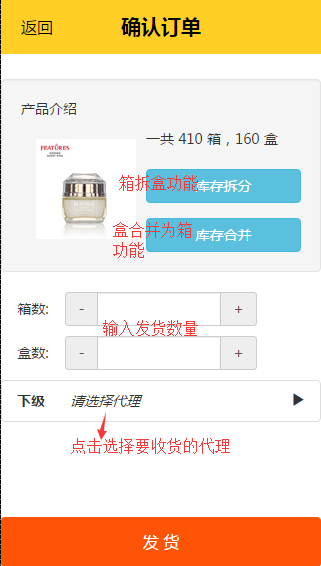 返回
确认订单
产品介绍
FEATURES
一共 410 箱，160 盒
箱拆盒功能
库存拆分
盒合并为箱
功能
库存合并
箱数:
-
+
输入发货数量
盒数:
-
+
下级
请选择代理
点击选择要收货的代理
发 货